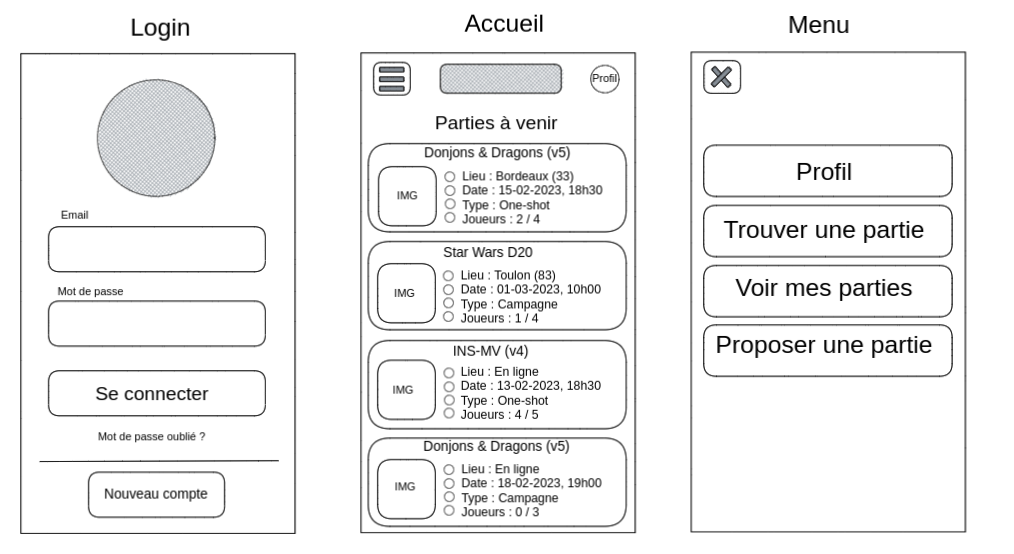 Login
Email
Mot de passe
Se connecter
Mot de passe oublié ?
Nouveau compte
Accueil
Profil
Parties à venir
Donjons & Dragons (v5)
IMG
Lieu : Bordeaux (33)
Date : 15-02-2023, 18h30
Type : One-shot
Joueurs : 2 / 4
Star Wars D20
IMG
Lieu : Toulon (83)
Date : 01-03-2023, 10h00
Type : Campagne
Joueurs : 1 / 4
INS-MV (v4)
IMG
Lieu : En ligne
Date : 13-02-2023, 18h30
Type : One-shot
Joueurs : 4 / 5
Donjons & Dragons (v5)
IMG
Lieu : En ligne
Date : 18-02-2023, 19h00
Type : Campagne
Joueurs : 0 / 3
Menu
Profil
Trouver une partie
Voir mes parties
Proposer une partie